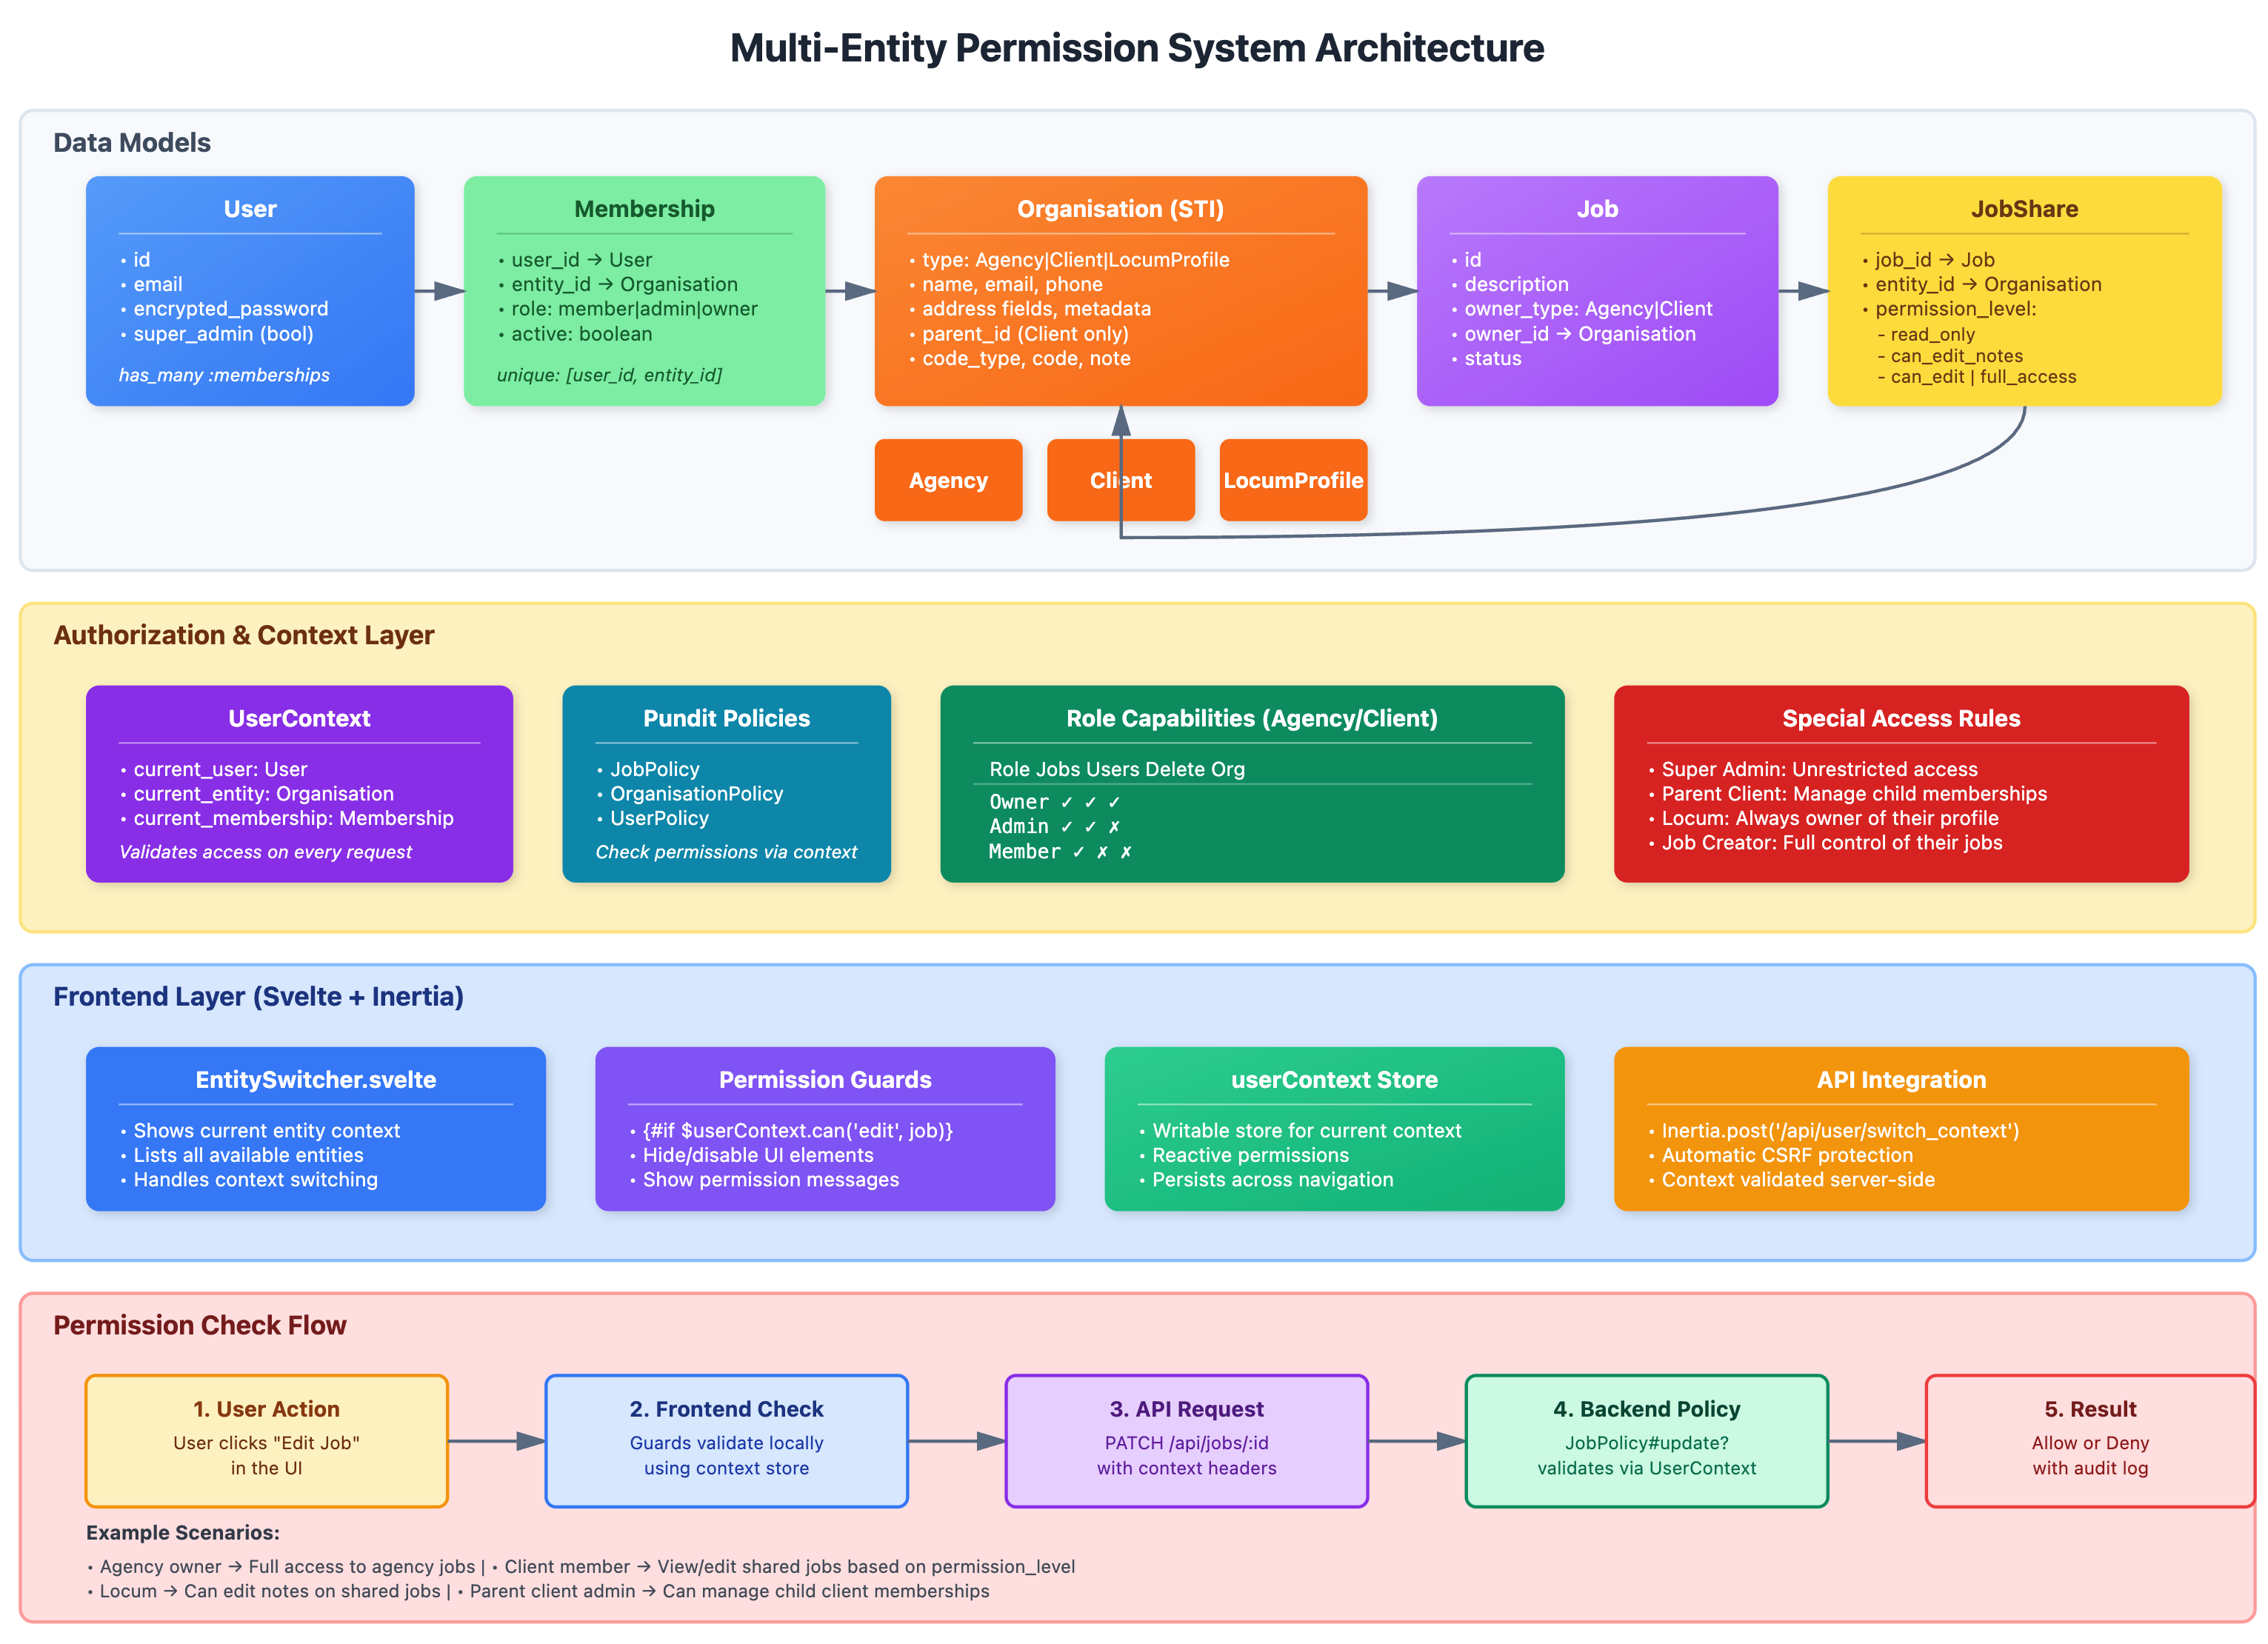 Multi-Entity Permission System Architecture
Data Models
User
• id
• email
• encrypted_password
• super_admin (bool)
has_many :memberships
Membership
• user_id → User
• entity_id → Organisation
• role: member|admin|owner
• active: boolean
unique: [user_id, entity_id]
Organisation (STI)
• type: Agency|Client|LocumProfile
• name, email, phone
• address fields, metadata
• parent_id (Client only)
• code_type, code, note
Job
• id
• description
• owner_type: Agency|Client
• owner_id → Organisation
• status
JobShare
• job_id → Job
• entity_id → Organisation
• permission_level:
- read_only
- can_edit_notes
- can_edit | full_access
Agency
Client
LocumProfile
Authorization & Context Layer
UserContext
• current_user: User
• current_entity: Organisation
• current_membership: Membership
Validates access on every request
Pundit Policies
• JobPolicy
• OrganisationPolicy
• UserPolicy
Check permissions via context
Role Capabilities (Agency/Client)
Role Jobs Users Delete Org
Owner ✓ ✓ ✓
Admin ✓ ✓ ✗
Member ✓ ✗ ✗
Special Access Rules
• Super Admin: Unrestricted access
• Parent Client: Manage child memberships
• Locum: Always owner of their profile
• Job Creator: Full control of their jobs
Frontend Layer (Svelte + Inertia)
EntitySwitcher.svelte
• Shows current entity context
• Lists all available entities
• Handles context switching
Permission Guards
• {#if $userContext.can('edit', job)}
• Hide/disable UI elements
• Show permission messages
userContext Store
• Writable store for current context
• Reactive permissions
• Persists across navigation
API Integration
• Inertia.post('/api/user/switch_context')
• Automatic CSRF protection
• Context validated server-side
Permission Check Flow
1. User Action
User clicks "Edit Job"
in the UI
2. Frontend Check
Guards validate locally
using context store
3. API Request
PATCH /api/jobs/:id
with context headers
4. Backend Policy
JobPolicy#update?
validates via UserContext
5. Result
Allow or Deny
with audit log
Example Scenarios:
• Agency owner → Full access to agency jobs | • Client member → View/edit shared jobs based on permission_level
• Locum → Can edit notes on shared jobs | • Parent client admin → Can manage child client memberships